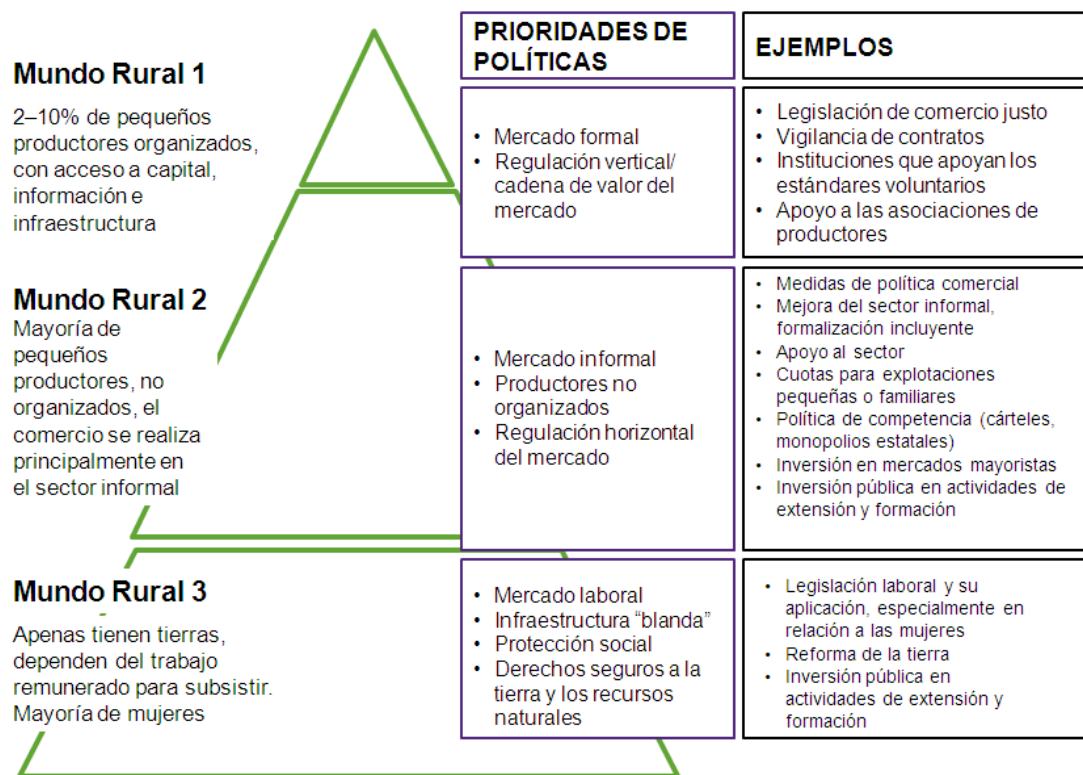 PRIORIDADES DE
POLÍTICAS
EJEMPLOS
Mundo Rural 1
2–10% de pequeños
productores organizados,
con acceso a capital,
información e
infraestructura
• Mercado formal
• Regulación vertical/
cadena de valor del
mercado
• Legislación de comercio justo
• Vigilancia de contratos
• Instituciones que apoyan los
estándares voluntarios
• Apoyo a las asociaciones de
productores
Mundo Rural 2
Mayoría de
pequeños
productores, no
organizados, el
comercio se realiza
principalmente en
el sector informal
• Mercado informal
• Productores no
organizados
• Regulación horizontal
del mercado
• Medidas de política comercial
• Mejora del sector informal,
formalización incluyente
• Apoyo al sector
• Cuotas para explotaciones
pequeñas o familiares
• Política de competencia (cárteles,
monopolios estatales)
• Inversión en mercados mayoristas
• Inversión pública en actividades de
extensión y formación
Mundo Rural 3
Apenas tienen tierras,
dependen del trabajo
remunerado para subsistir.
Mayoría de mujeres
• Mercado laboral
• Infraestructura “blanda”
• Protección social
• Derechos seguros a la
tierra y los recursos
naturales
• Legislación laboral y su
aplicación, especialmente en
relación a las mujeres
• Reforma de la tierra
• Inversión pública en
actividades de extensión y
formación